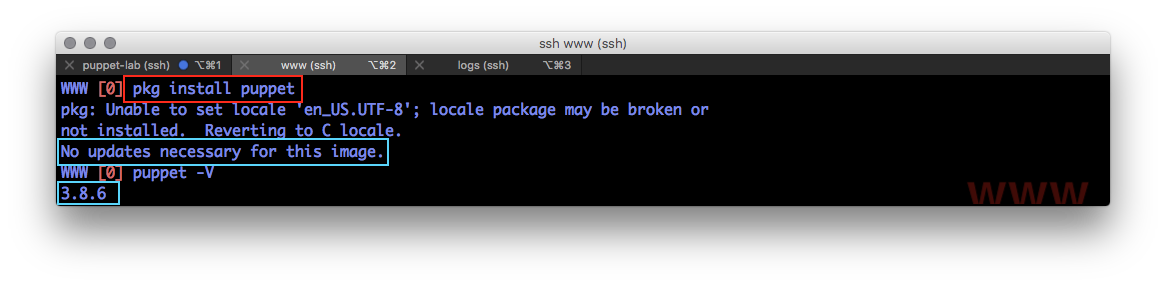 ssh www (ssh)
puppet-lab (ssh) ⌥⌘1 www (ssh) ⌥⌘2 logs (ssh) ⌥⌘3
WWW [0] pkg install puppet
pkg: Unable to set locale 'en_US.UTF-8'; locale package may be broken or
not installed.  Reverting to C locale.
No updates necessary for this image.
WWW [0] puppet -V
3.8.6
www